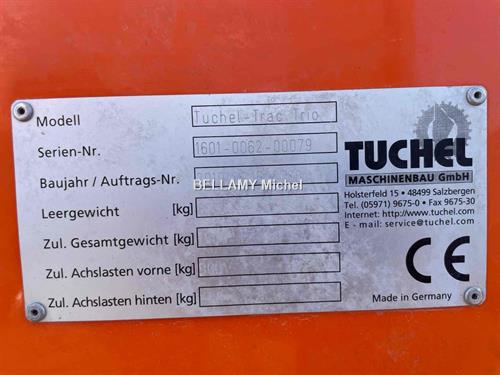 Modell Tuchel-Trac Trio
Serien-Nr. 1601-0062-00079
Baujahr / Auftrags-Nr.
BELLAMY Michel
Leergewicht [kg]
Zul. Gesamtgewicht [kg]
Zul. Achslasten vorne [kg]
Zul. Achslasten hinten [kg]
TUCHEL
MASCHINENBAU GmbH
Holsterfeld 15 • 48499 Salzbergen
Tel. (05971) 9675-0 • Fax 9675-30
Internet: http://www.tuchel.com
E - mail: service@tuchel.com
CE
Made in Germany